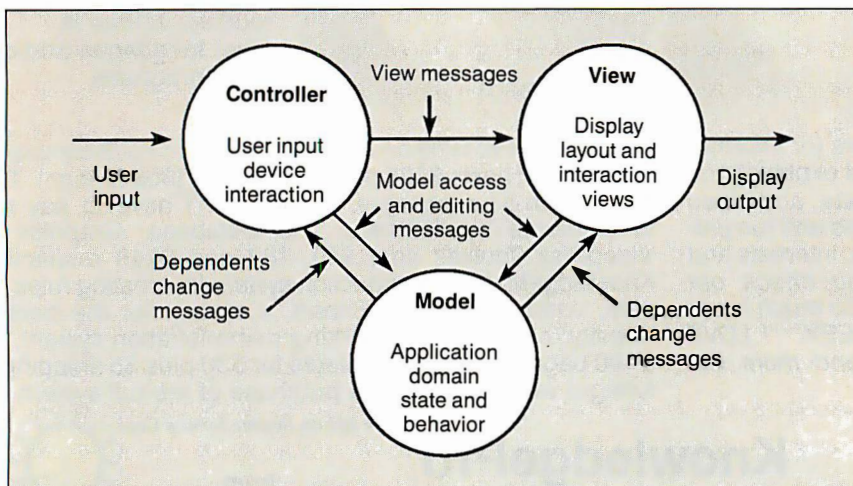 View messages
Controller
User input
device
interaction
View
Display
layout and
interaction
views
User
input
Display
output
Model access
and editing
messages
Dependents
change
messages
Dependents
change
messages
Model
Application
domain
state and
behavior